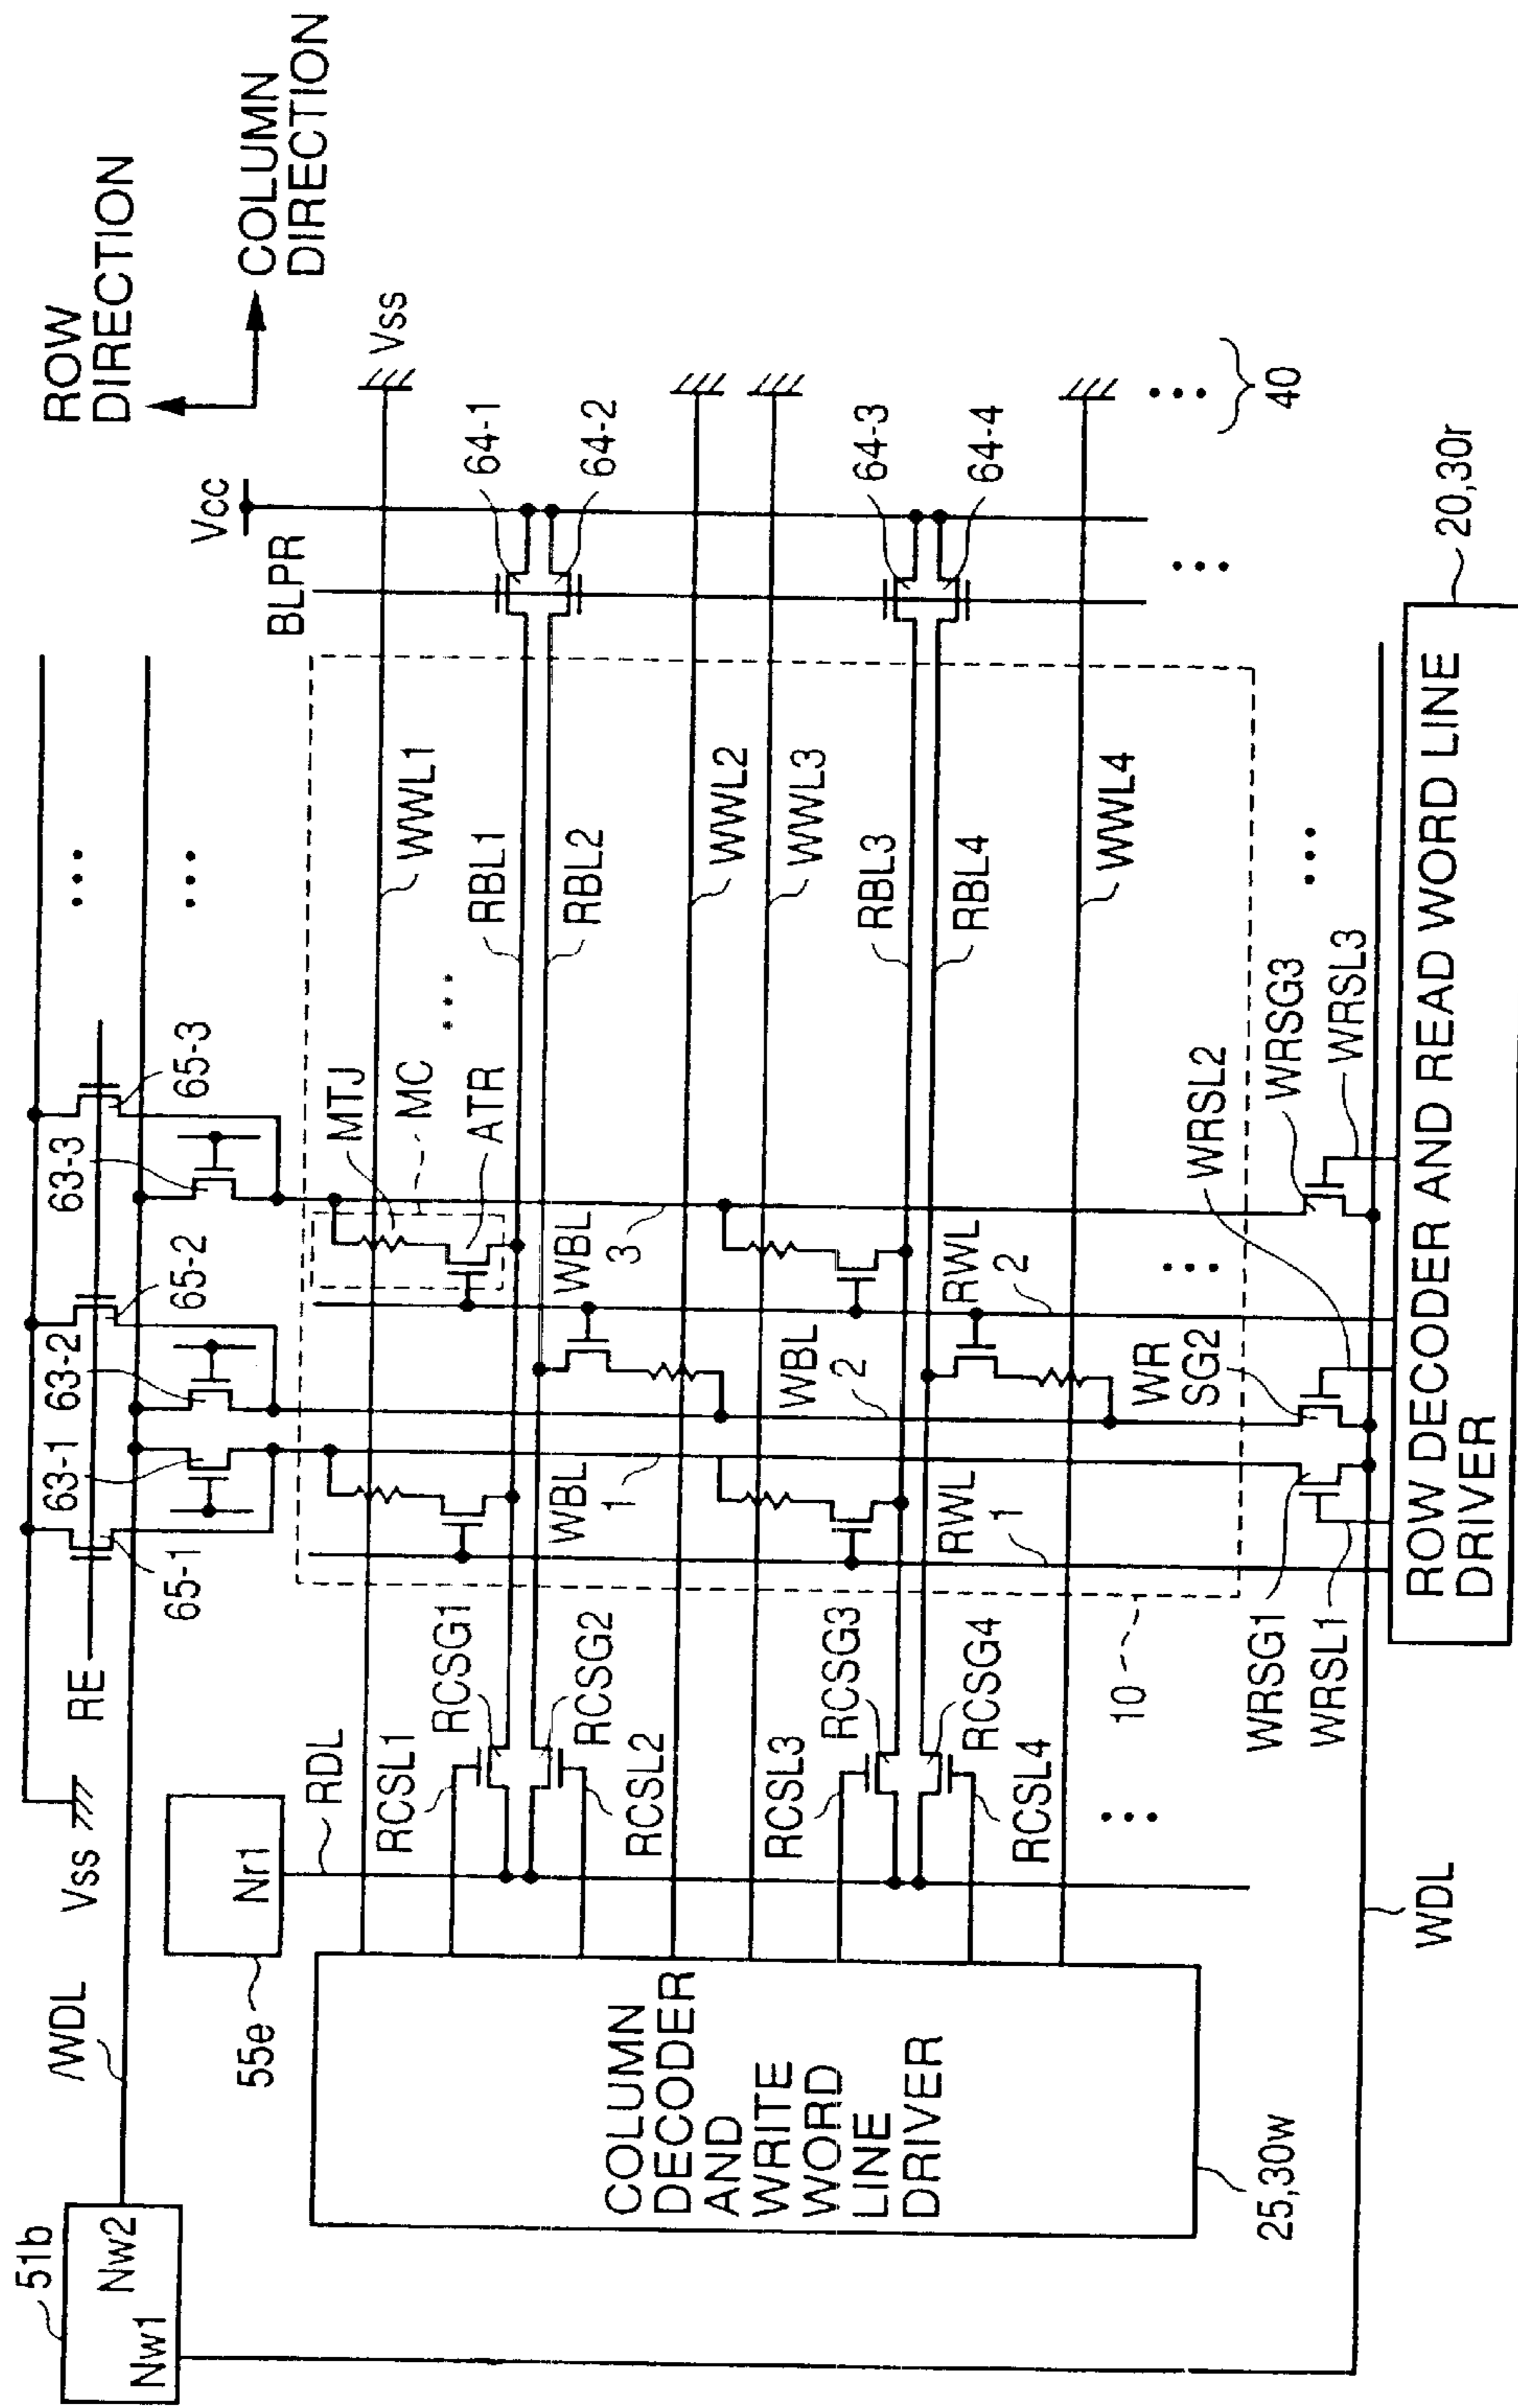 ROW
DIRECTION
COLUMN
DIRECTION
51b
Nw2
Nw1
/WDL
Vss
RE
65-1
63-1
63-2
65-2
63-3
65-3
...
...
55e
Nr1
RDL
Vcc
BLPR
Vss
COLUMN
DECODER
AND
WRITE
WORD
LINE
DRIVER
25,30w
RCSL1
RCSG1
RCSG2
RCSL2
RCSL3
RCSG3
RCSG4
RCSL4
...
MTJ
MC
ATR
...
WWL1
RBL1
RBL2
WWL2
WWL3
RBL3
RBL4
WWL4
WBL
1
WBL
2
WBL
3
RWL
1
1
RWL
2
...
64-1
64-2
64-3
64-4
...
...
40
10
WRSG1
WRSL1
WR
SG2
WRSL2
WRSG3
WRSL3
...
WDL
ROW DECODER AND READ WORD LINE
DRIVER
20,30r